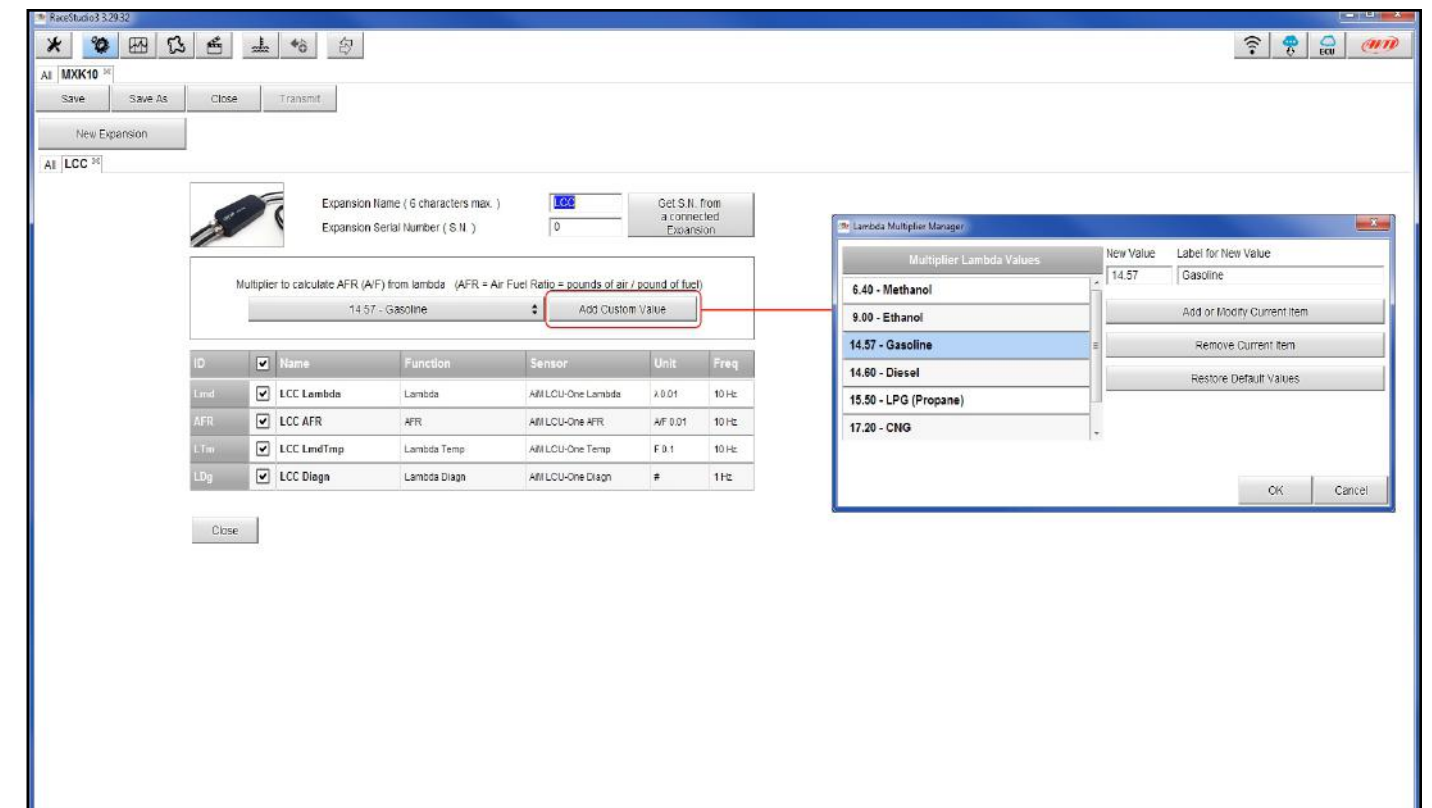 RaceStudio3 3.29.32
ECU
All MXK10
Save Save As Close Transmit
New Expansion
All LCC
Expansion Name ( 6 characters max. ) LCC
Expansion Serial Number ( S.N. ) 0
Get S.N. from
a connected
Expansion
Multiplier to calculate AFR (A/F) from lambda (AFR = Air Fuel Ratio = pounds of air / pound of fuel)
14.57 - Gasoline Add Custom Value
ID Name Function Sensor Unit Freq
Lmd LCC Lambda Lambda AiM LCU-One Lambda λ 0.01 10 Hz
AFR LCC AFR AFR AiM LCU-One AFR A/F 0.01 10 Hz
LTm LCC LmdTmp Lambda Temp AiM LCU-One Temp F 0.1 10 Hz
LDg LCC Diagn Lambda Diagn AiM LCU-One Diagn # 1 Hz
Close
Lambda Multiplier Manager
Multiplier Lambda Values
6.40 - Methanol
9.00 - Ethanol
14.57 - Gasoline
14.60 - Diesel
15.50 - LPG (Propane)
17.20 - CNG
New Value Label for New Value
14.57 Gasoline
Add or Modify Current Item
Remove Current Item
Restore Default Values
OK Cancel